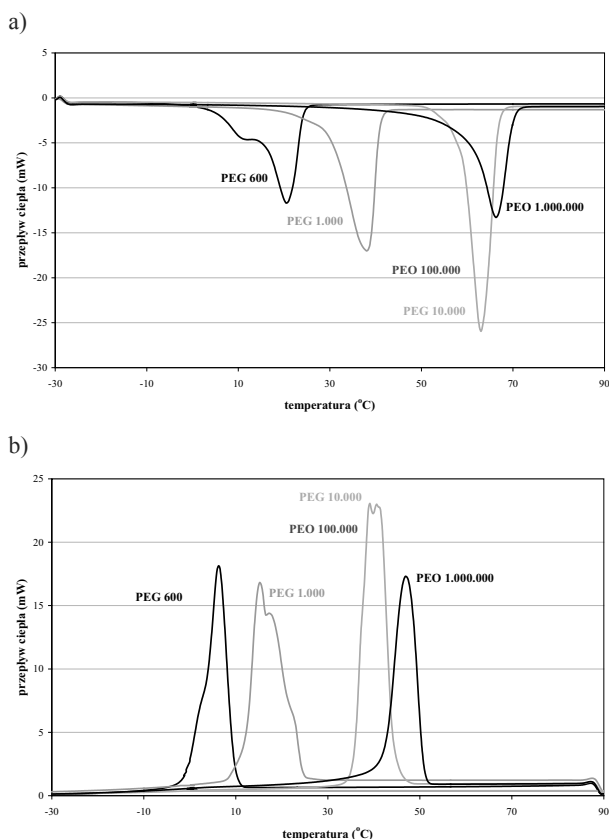 a)
5
0
-5
-10
-15
-20
-25
-30
przepływ ciepła (mW)
PEG 600
PEG 1.000
PEO 1.000.000
PEO 100.000
PEG 10.000
-30 -10 10 30 50 70 90
temperatura (°C)
b)
25
20
15
10
5
0
przepływ ciepła (mW)
PEG 10.000
PEO 100.000
PEG 600
PEG 1.000
PEO 1.000.000
-30 -10 10 30 50 70 90
temperatura (°C)